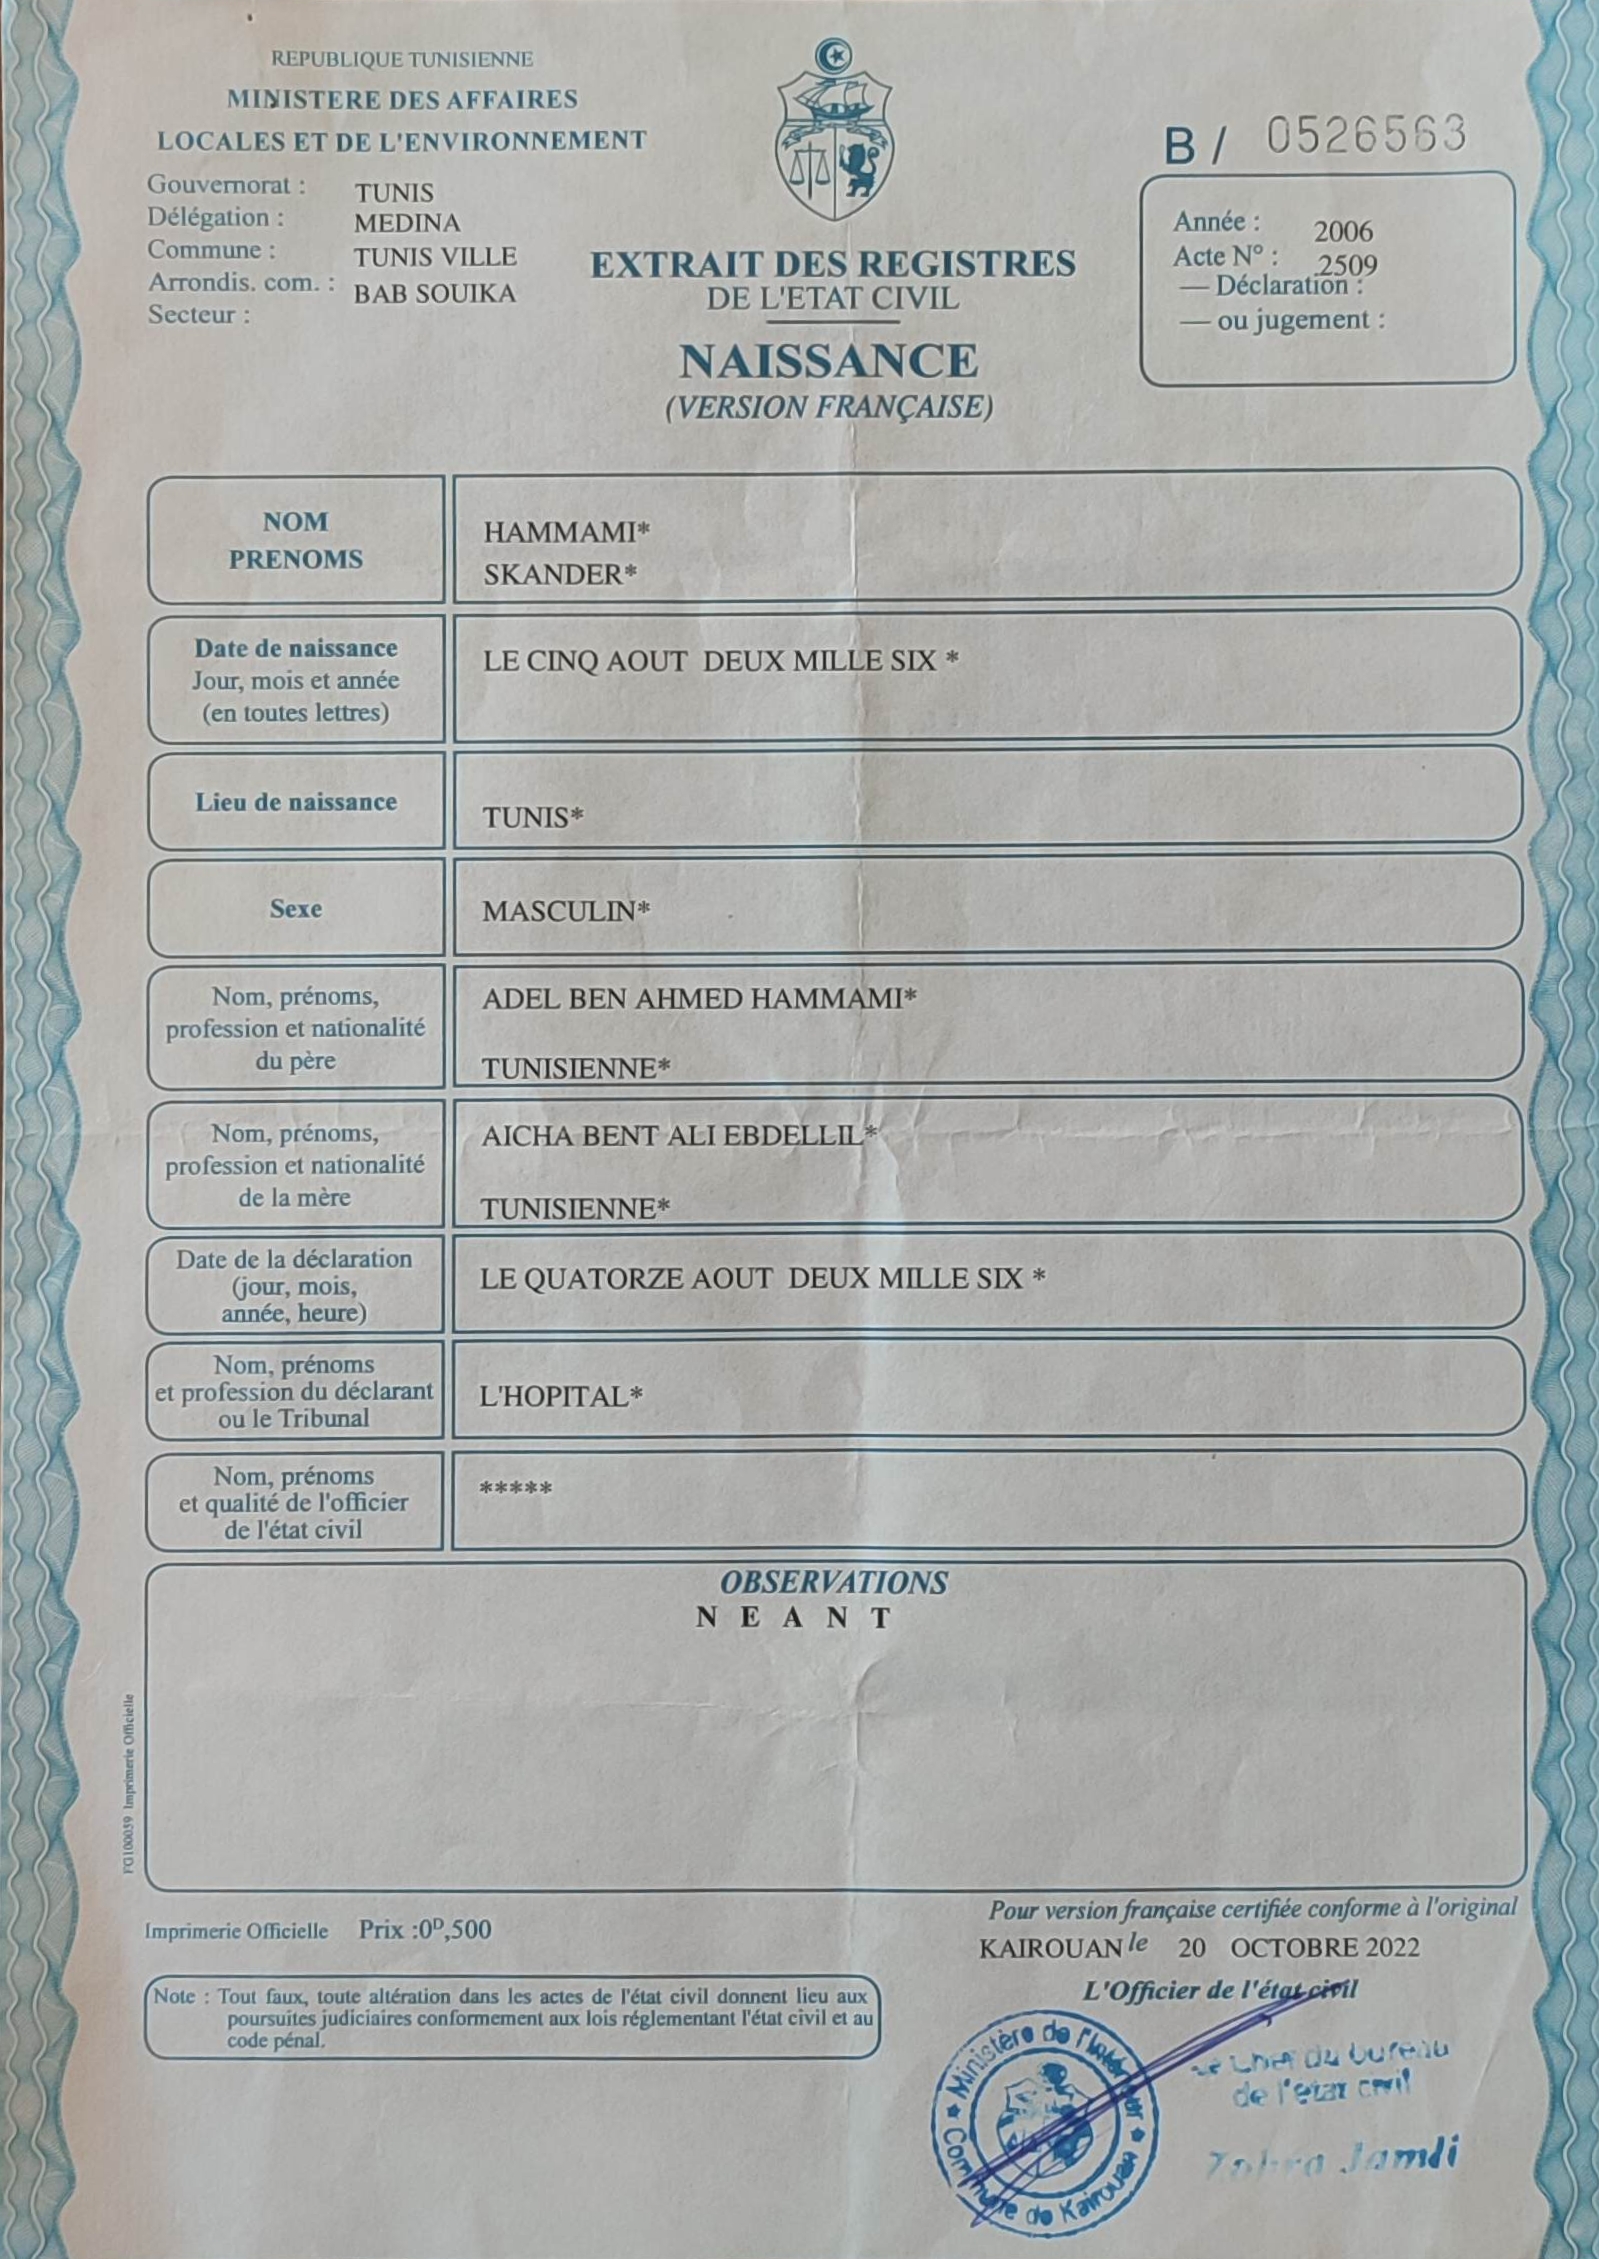 REPUBLIQUE TUNISIENNE
MINISTERE DES AFFAIRES
LOCALES ET DE L'ENVIRONNEMENT
Gouvernorat : TUNIS
Délégation : MEDINA
Commune : TUNIS VILLE
Arrondis. com. : BAB SOUIKA
Secteur :
EXTRAIT DES REGISTRES
DE L'ETAT CIVIL
NAISSANCE
(VERSION FRANÇAISE)
B / 0526563
Année : 2006
Acte N° : 2509
— Déclaration :
— ou jugement :
NOM
PRENOMS
HAMMAMI*
SKANDER*
Date de naissance
Jour, mois et année
(en toutes lettres)
LE CINQ AOUT DEUX MILLE SIX *
Lieu de naissance
TUNIS*
Sexe
MASCULIN*
Nom, prénoms,
profession et nationalité
du père
ADEL BEN AHMED HAMMAMI*
TUNISIENNE*
Nom, prénoms,
profession et nationalité
de la mère
AICHA BENT ALI EBDELLIL*
TUNISIENNE*
Date de la déclaration
(jour, mois,
année, heure)
LE QUATORZE AOUT DEUX MILLE SIX *
Nom, prénoms
et profession du déclarant
ou le Tribunal
L'HOPITAL*
Nom, prénoms
et qualité de l'officier
de l'état civil
*****
OBSERVATIONS
N E A N T
FG100059 Imprimerie Officielle
Imprimerie Officielle Prix :0ᴰ,500
Note : Tout faux, toute altération dans les actes de l'état civil donnent lieu aux
poursuites judiciaires conformement aux lois réglementant l'état civil et au
code pénal.
Pour version française certifiée conforme à l'original
KAIROUAN le 20 OCTOBRE 2022
L'Officier de l'état civil
Ministère de l'Intérieur
Commune de Kairouan
Le Chef du bureau
de l'etat civil
Zohra Jamdi